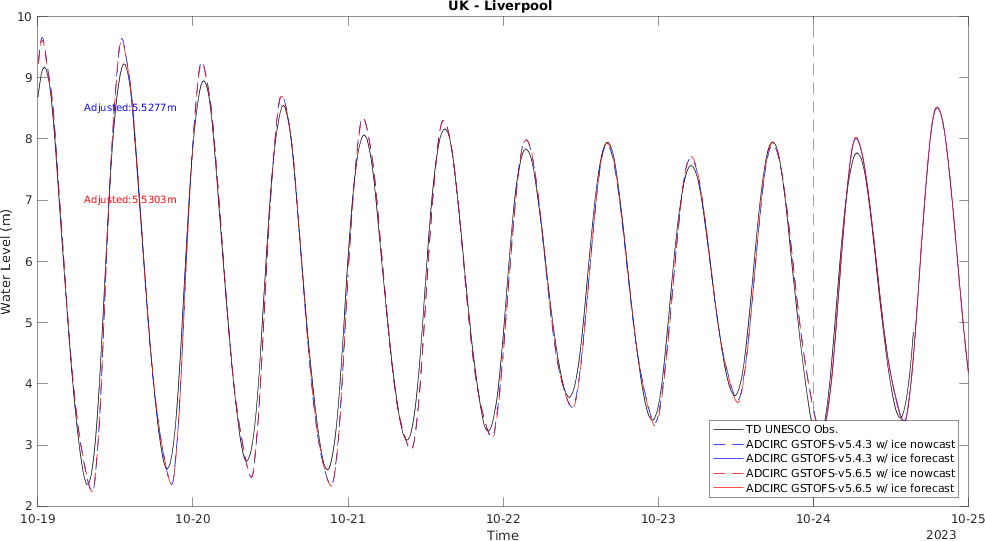 UK - Liverpool
10
9
8
7
6
5
4
3
2
Water Level (m)
Adjusted:5.5277m
Adjusted:5.5303m
TD UNESCO Obs.
ADCIRC GSTOFS-v5.4.3 w/ ice nowcast
ADCIRC GSTOFS-v5.4.3 w/ ice forecast
ADCIRC GSTOFS-v5.6.5 w/ ice nowcast
ADCIRC GSTOFS-v5.6.5 w/ ice forecast
10-19 10-20 10-21 10-22 10-23 10-24 10-25
Time
2023